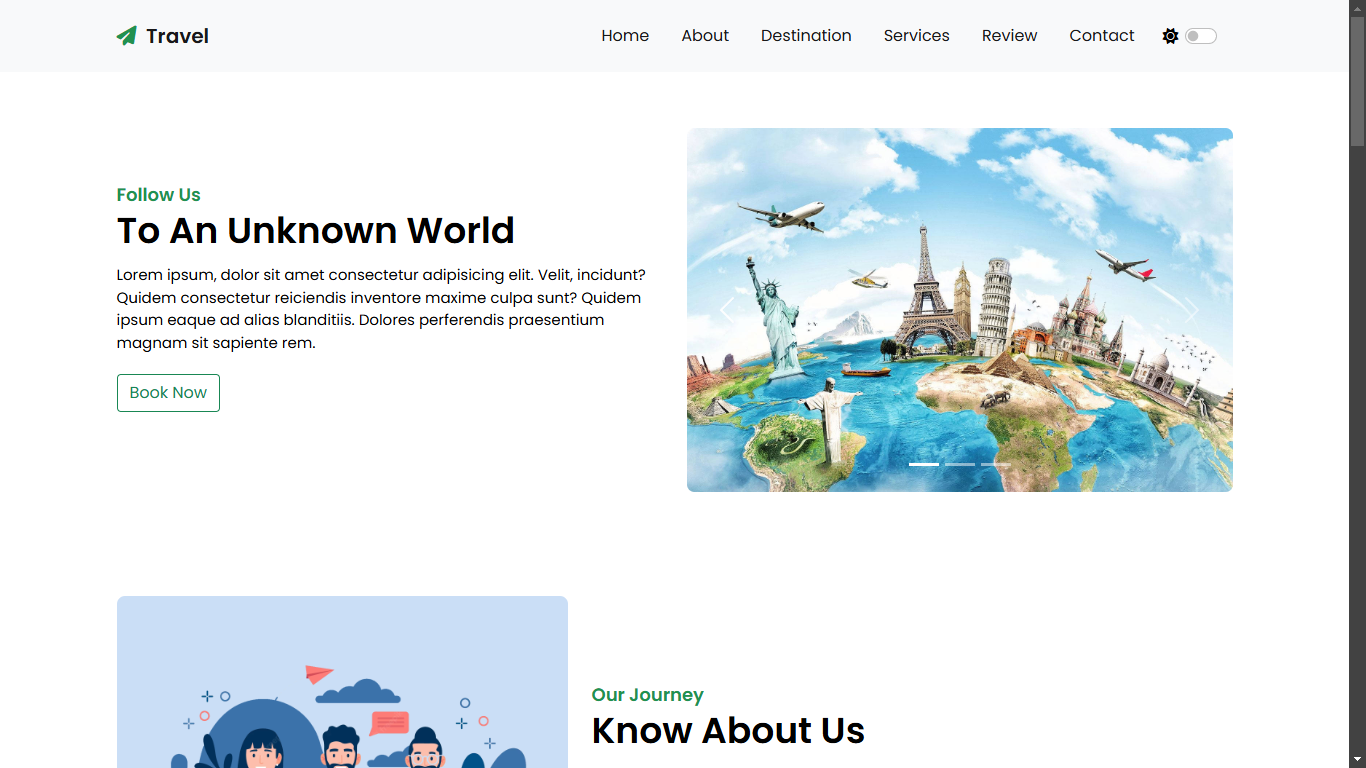 Travel
Home About Destination Services Review Contact
Follow Us
To An Unknown World
Lorem ipsum, dolor sit amet consectetur adipisicing elit. Velit, incidunt?
Quidem consectetur reiciendis inventore maxime culpa sunt? Quidem
ipsum eaque ad alias blanditiis. Dolores perferendis praesentium
magnam sit sapiente rem.
Book Now
Our Journey
Know About Us